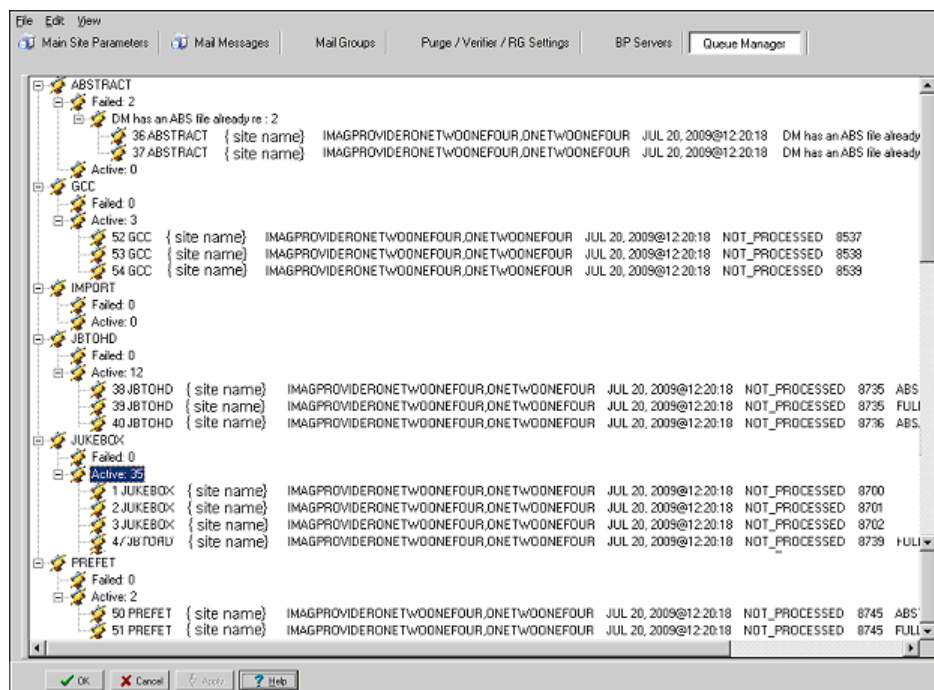 File Edit View
Main Site Parameters Mail Messages Mail Groups Purge / Verifier / RG Settings BP Servers Queue Manager
ABSTRACT
Failed: 2
DM has an ABS file already re : 2
36 ABSTRACT { site name} IMAGPROVIDERONETWOONEFOUR,ONETWOONEFOUR JUL 20, 2009@12:20:18 DM has an ABS file already
37 ABSTRACT { site name} IMAGPROVIDERONETWOONEFOUR,ONETWOONEFOUR JUL 20, 2009@12:20:18 DM has an ABS file already
Active: 0
GCC
Failed: 0
Active: 3
52 GCC { site name} IMAGPROVIDERONETWOONEFOUR,ONETWOONEFOUR JUL 20, 2009@12:20:18 NOT_PROCESSED 8537
53 GCC { site name} IMAGPROVIDERONETWOONEFOUR,ONETWOONEFOUR JUL 20, 2009@12:20:18 NOT_PROCESSED 8538
54 GCC { site name} IMAGPROVIDERONETWOONEFOUR,ONETWOONEFOUR JUL 20, 2009@12:20:18 NOT_PROCESSED 8539
IMPORT
Failed: 0
Active: 0
JBTOHD
Failed: 0
Active: 12
38 JBTOHD { site name} IMAGPROVIDERONETWOONEFOUR,ONETWOONEFOUR JUL 20, 2009@12:20:18 NOT_PROCESSED 8735 ABS
39 JBTOHD { site name} IMAGPROVIDERONETWOONEFOUR,ONETWOONEFOUR JUL 20, 2009@12:20:18 NOT_PROCESSED 8735 FULL
40 JBTOHD { site name} IMAGPROVIDERONETWOONEFOUR,ONETWOONEFOUR JUL 20, 2009@12:20:18 NOT_PROCESSED 8736 ABS
JUKEBOX
Failed: 0
Active: 35
1 JUKEBOX { site name} IMAGPROVIDERONETWOONEFOUR,ONETWOONEFOUR JUL 20, 2009@12:20:18 NOT_PROCESSED 8700
2 JUKEBOX { site name} IMAGPROVIDERONETWOONEFOUR,ONETWOONEFOUR JUL 20, 2009@12:20:18 NOT_PROCESSED 8701
3 JUKEBOX { site name} IMAGPROVIDERONETWOONEFOUR,ONETWOONEFOUR JUL 20, 2009@12:20:18 NOT_PROCESSED 8702
47 JBTOHD { site name} IMAGPROVIDERONETWOONEFOUR,ONETWOONEFOUR JUL 20, 2009@12:20:18 NOT_PROCESSED 8739 FULL
PREFET
Failed: 0
Active: 2
50 PREFET { site name} IMAGPROVIDERONETWOONEFOUR,ONETWOONEFOUR JUL 20, 2009@12:20:18 NOT_PROCESSED 8745 ABS
51 PREFET { site name} IMAGPROVIDERONETWOONEFOUR,ONETWOONEFOUR JUL 20, 2009@12:20:18 NOT_PROCESSED 8745 FULL
OK Cancel Apply ? Help